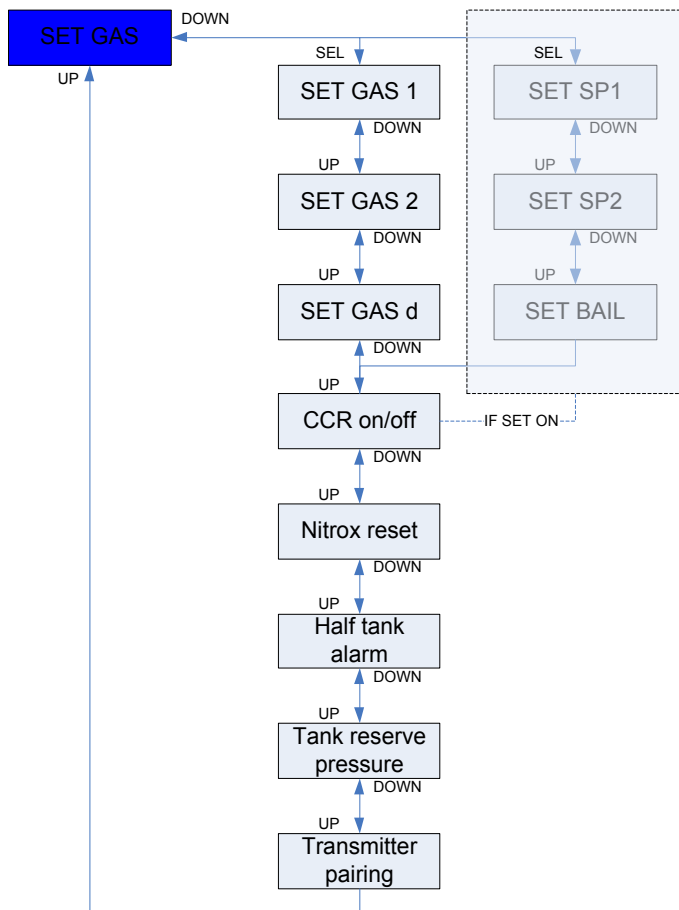 SET GAS
DOWN
UP
SEL
SEL
SET GAS 1
SET SP1
DOWN
DOWN
UP
UP
SET GAS 2
SET SP2
DOWN
DOWN
UP
UP
SET GAS d
SET BAIL
DOWN
UP
CCR on/off
IF SET ON
DOWN
UP
Nitrox reset
DOWN
UP
Half tank
alarm
DOWN
UP
Tank reserve
pressure
DOWN
UP
Transmitter
pairing